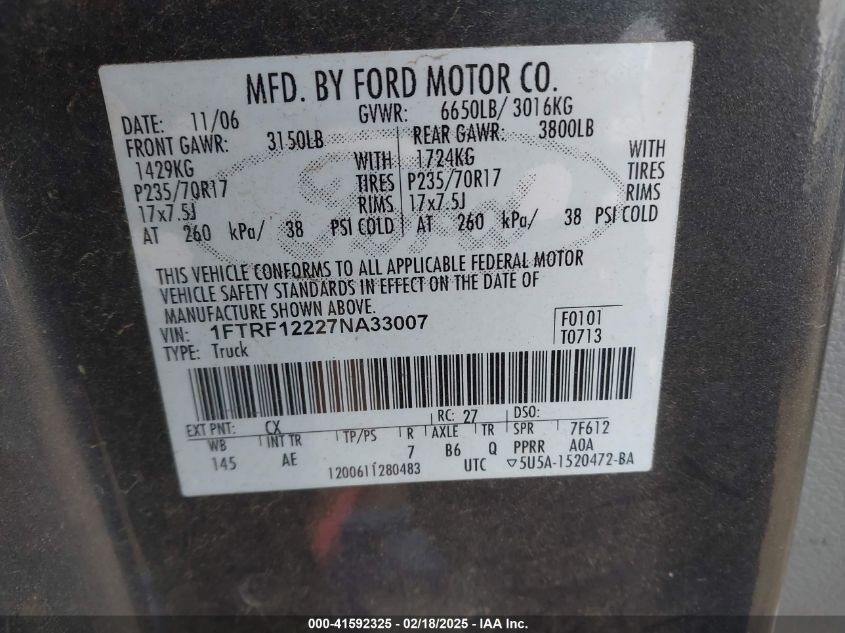 MFD. BY FORD MOTOR CO.
DATE: 11/06 GVWR: 6650LB/ 3016KG
FRONT GAWR: 3150LB REAR GAWR: 3800LB
1429KG WITH 1724KG WITH
P235/70R17 TIRES P235/70R17 TIRES
17x7.5J RIMS 17x7.5J RIMS
AT 260 kPa/ 38 PSI COLD AT 260 kPa/ 38 PSI COLD
THIS VEHICLE CONFORMS TO ALL APPLICABLE FEDERAL MOTOR
VEHICLE SAFETY STANDARDS IN EFFECT ON THE DATE OF
MANUFACTURE SHOWN ABOVE.
VIN: 1FTRF12227NA33007 F0101
TYPE: Truck T0713
EXT PNT: CX RC: 27 DSO:
WB INT TR TP/PS R AXLE TR SPR 7F612
145 AE 7 B6 Q PPRR A0A
1200611280483 UTC ▽5U5A-1520472-BA
Ford
000-41592325 - 02/18/2025 - IAAI Inc.